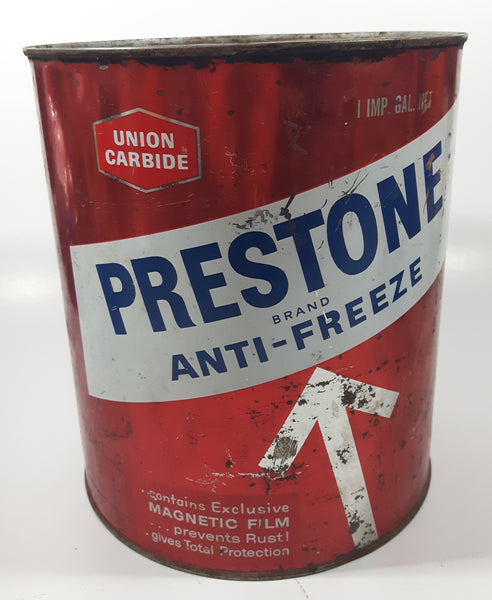 UNION
CARBIDE
1 IMP. GAL. NET
PRESTONE
BRAND
ANTI-FREEZE
...contains Exclusive
MAGNETIC FILM
...prevents Rust!
...gives Total Protection